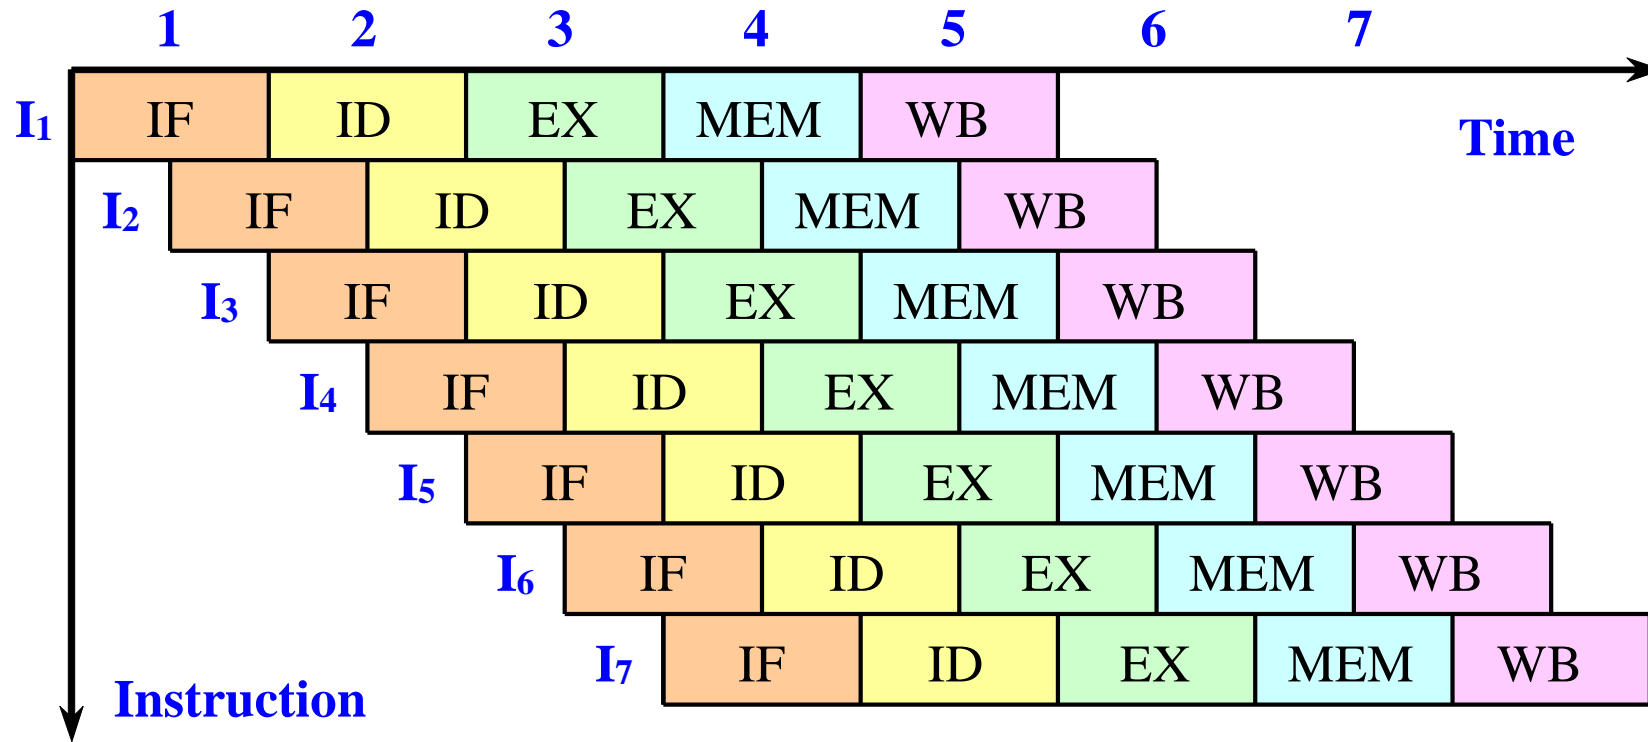 1 2 3 4 5 6 7
I1 IF ID EX MEM WB
Time
I2 IF ID EX MEM WB
I3 IF ID EX MEM WB
I4 IF ID EX MEM WB
I5 IF ID EX MEM WB
I6 IF ID EX MEM WB
I7 IF ID EX MEM WB
Instruction